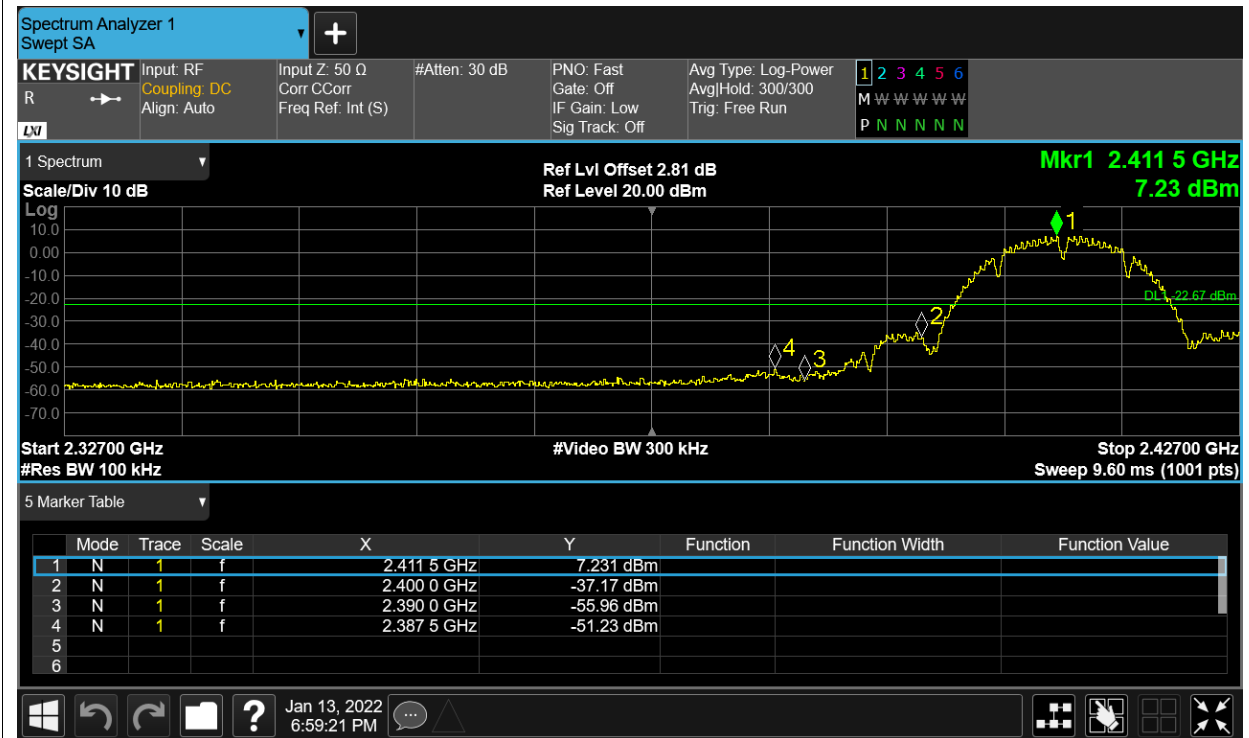 Spectrum Analyzer 1
Swept SA
KEYSIGHT
R
LXI
Input: RF
Coupling: DC
Align: Auto
Input Z: 50 Ω
Corr CCorr
Freq Ref: Int (S)
#Atten: 30 dB
PNO: Fast
Gate: Off
IF Gain: Low
Sig Track: Off
Avg Type: Log-Power
Avg|Hold: 300/300
Trig: Free Run
1 2 3 4 5 6
M W W W W W
P N N N N N
1 Spectrum
Scale/Div 10 dB
Ref Lvl Offset 2.81 dB
Ref Level 20.00 dBm
Mkr1 2.411 5 GHz
7.23 dBm
Log
10.0
0.00
-10.0
-20.0
-30.0
-40.0
-50.0
-60.0
-70.0
1
DL1 -22.67 dBm
2
4
3
Start 2.32700 GHz
#Res BW 100 kHz
#Video BW 300 kHz
Stop 2.42700 GHz
Sweep 9.60 ms (1001 pts)
5 Marker Table
Mode Trace Scale X Y Function Function Width Function Value
1 N 1 f 2.411 5 GHz 7.231 dBm
2 N 1 f 2.400 0 GHz -37.17 dBm
3 N 1 f 2.390 0 GHz -55.96 dBm
4 N 1 f 2.387 5 GHz -51.23 dBm
5
6
?
Jan 13, 2022
6:59:21 PM